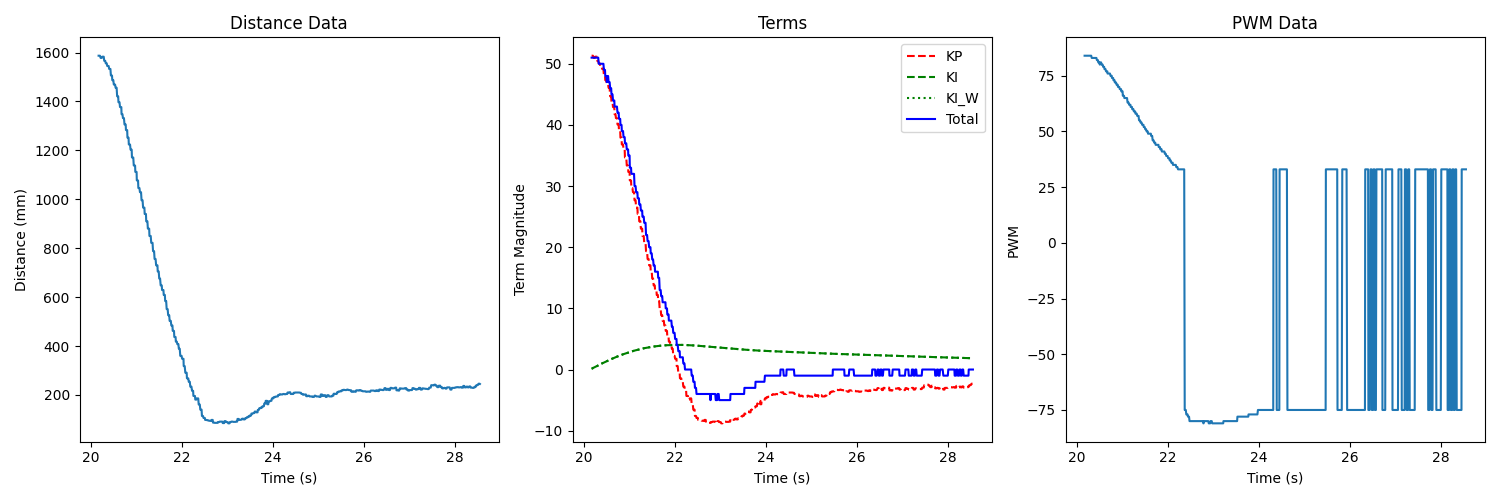 Distance Data
Distance (mm)
1600
1400
1200
1000
800
600
400
200
20
22
24
26
28
Time (s)
Terms
Term Magnitude
50
40
30
20
10
0
−10
KP
KI
KI_W
Total
20
22
24
26
28
Time (s)
PWM Data
PWM
75
50
25
0
−25
−50
−75
20
22
24
26
28
Time (s)